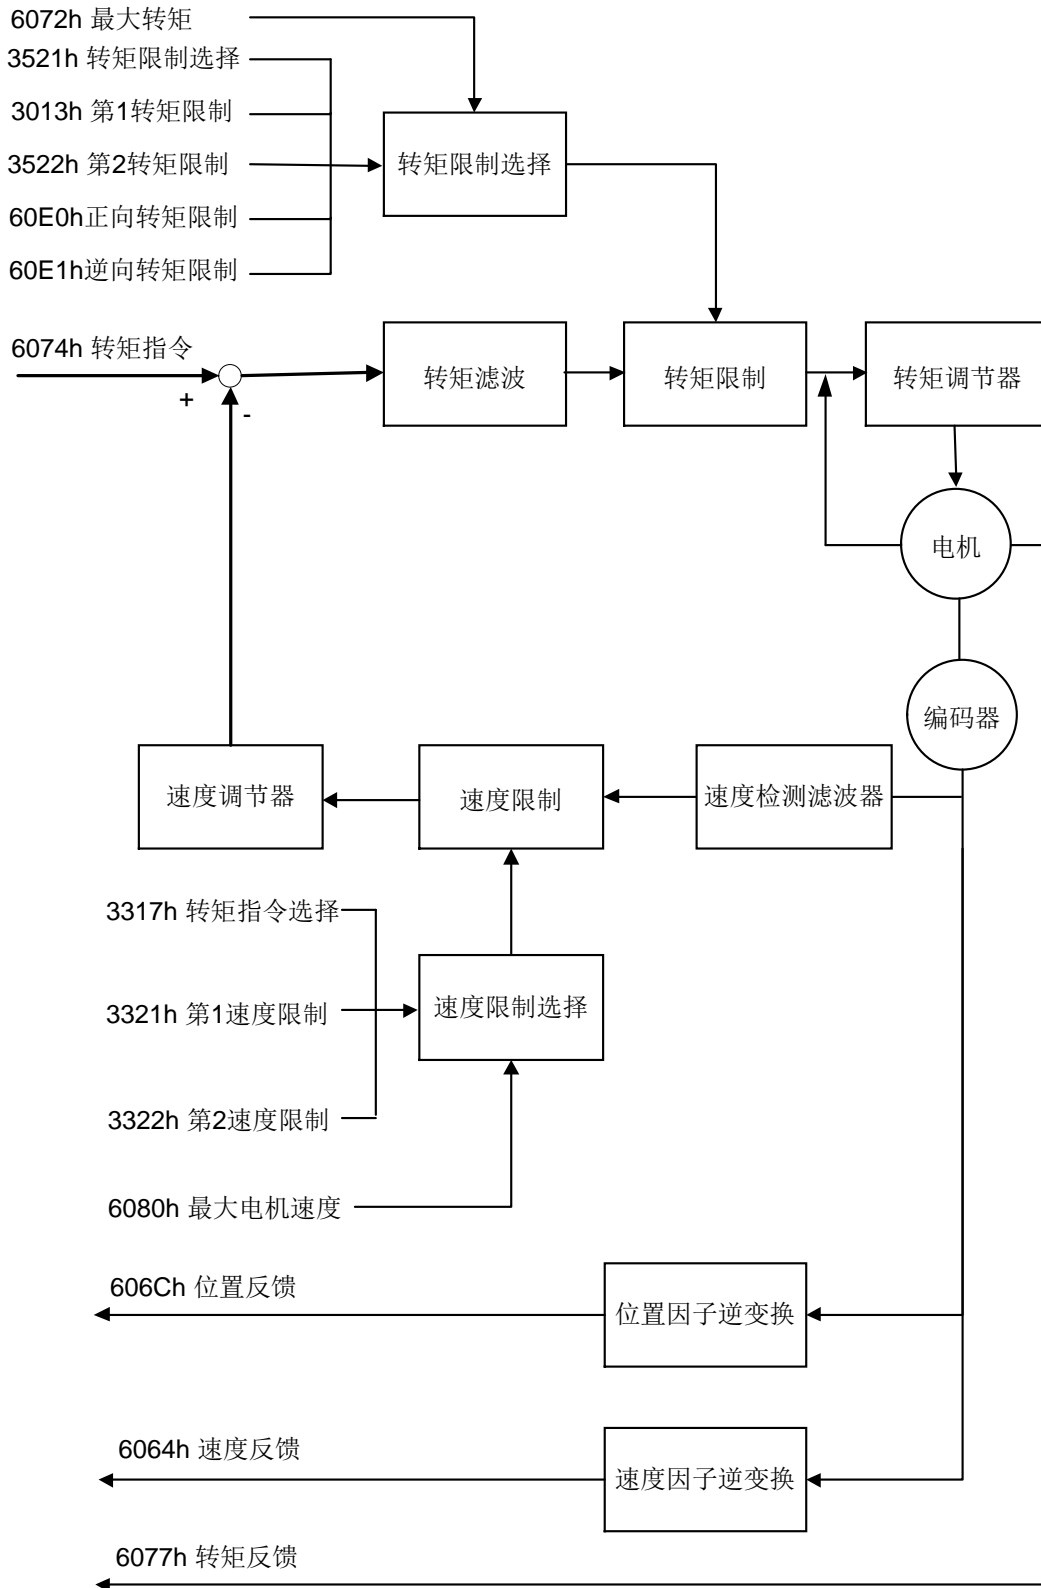 6072h 最大转矩
3521h 转矩限制选择
3013h 第1转矩限制
3522h 第2转矩限制
转矩限制选择
60E0h正向转矩限制
60E1h逆向转矩限制
6074h 转矩指令
+
-
转矩滤波
转矩限制
转矩调节器
电机
编码器
速度调节器
速度限制
速度检测滤波器
3317h 转矩指令选择
3321h 第1速度限制
速度限制选择
3322h 第2速度限制
6080h 最大电机速度
606Ch 位置反馈
位置因子逆变换
6064h 速度反馈
速度因子逆变换
6077h 转矩反馈